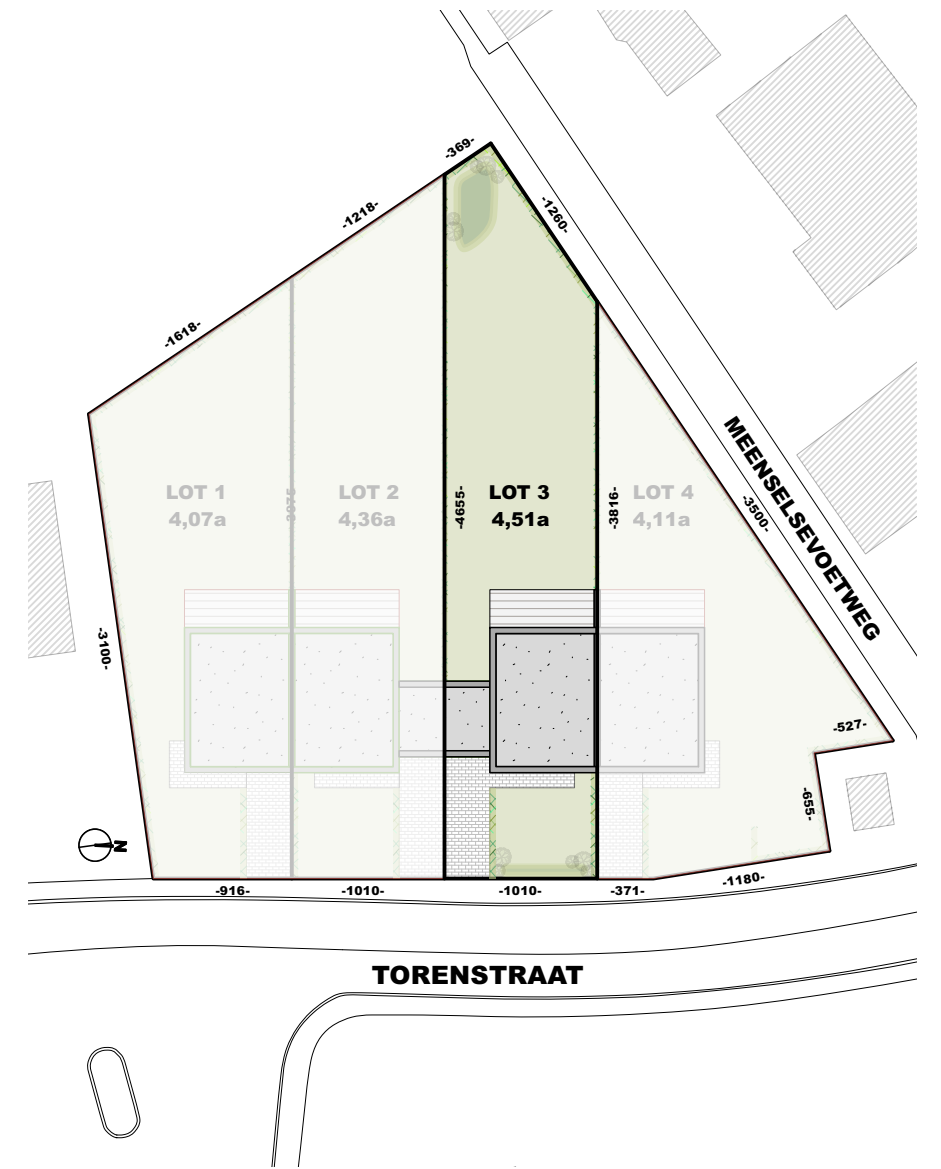 -369-
-1218-
-1260-
-1618-
MEENSELSEVOETWEG
LOT 1
4,07a
LOT 2
4,36a
-4655-
LOT 3
4,51a
-3816-
LOT 4
4,11a
-3500-
-3100-
-527-
-655-
N
-916-
-1010-
-1010-
-371-
-1180-
TORENSTRAAT